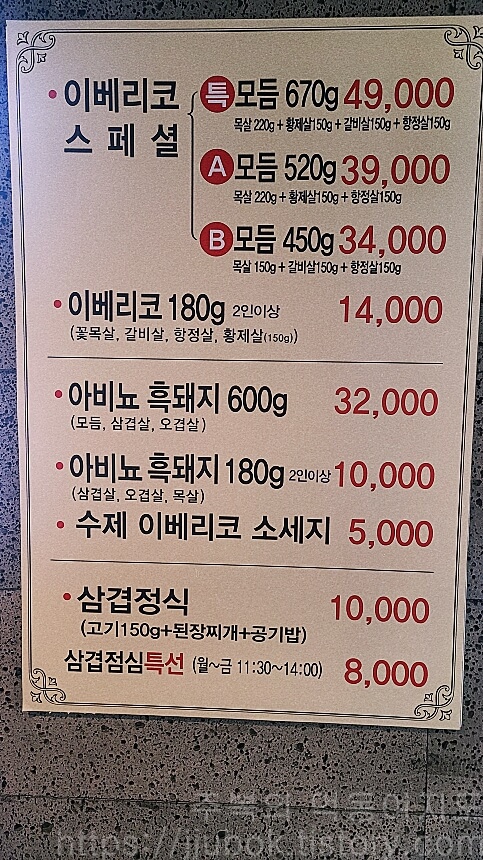 • 이베리코 스페셜
특 모듬 670g 49,000
목살 220g + 황제살150g + 갈비살150g + 항정살150g
A 모듬 520g 39,000
목살 220g + 황제살150g + 항정살150g
B 모듬 450g 34,000
목살 150g + 갈비살150g + 항정살150g
• 이베리코 180g 2인이상 14,000
(꽃목살, 갈비살, 항정살, 황제살(150g))
• 아비뇨 흑돼지 600g 32,000
(모듬, 삼겹살, 오겹살)
• 아비뇨 흑돼지 180g 2인이상 10,000
(삼겹살, 오겹살, 목살)
• 수제 이베리코 소세지 5,000
• 삼겹정식 10,000
(고기150g+된장찌개+공기밥)
삼겹점심특선 (월~금 11:30~14:00) 8,000
https://jjubok.tistory.com